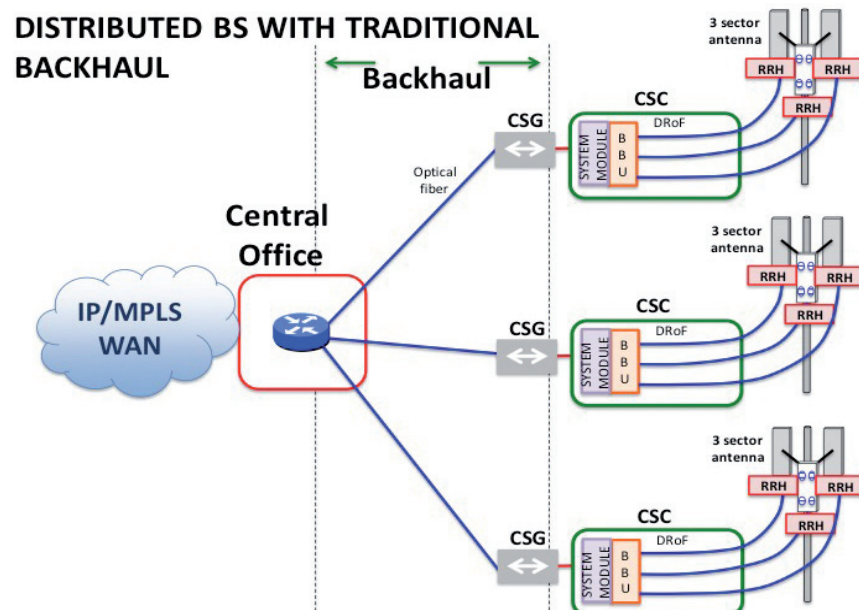 DISTRIBUTED BS WITH TRADITIONAL
BACKHAUL
Backhaul
3 sector
antenna
RRH
RRH
RRH
CSG
CSC
DRoF
SYSTEM
MODULE
B
B
U
Optical
fiber
Central
Office
IP/MPLS
WAN
3 sector
antenna
RRH
RRH
RRH
CSG
CSC
DRoF
SYSTEM
MODULE
B
B
U
3 sector
antenna
RRH
RRH
RRH
CSG
CSC
DRoF
SYSTEM
MODULE
B
B
U